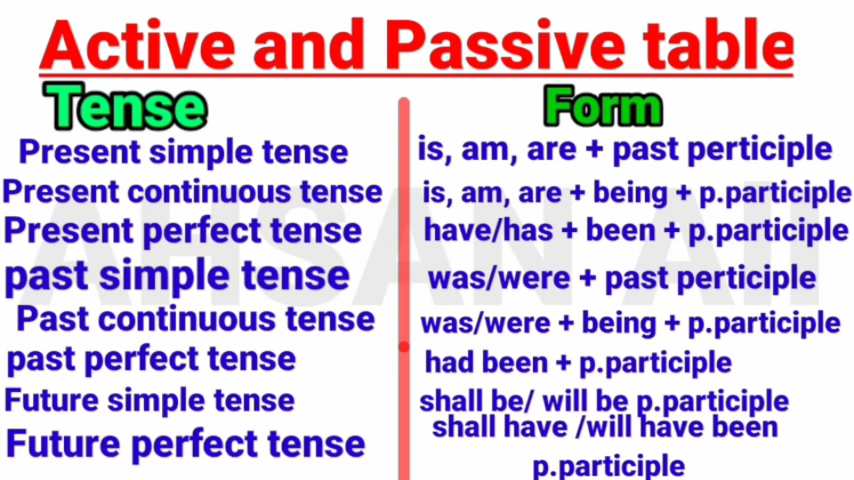 Active and Passive table
Tense
Form
Present simple tense
is, am, are + past perticiple
Present continuous tense
is, am, are + being + p.participle
Present perfect tense
have/has + been + p.participle
past simple tense
was/were + past perticiple
Past continuous tense
was/were + being + p.participle
past perfect tense
had been + p.participle
Future simple tense
shall be/ will be p.participle
Future perfect tense
shall have /will have been
p.participle
AHSAN All